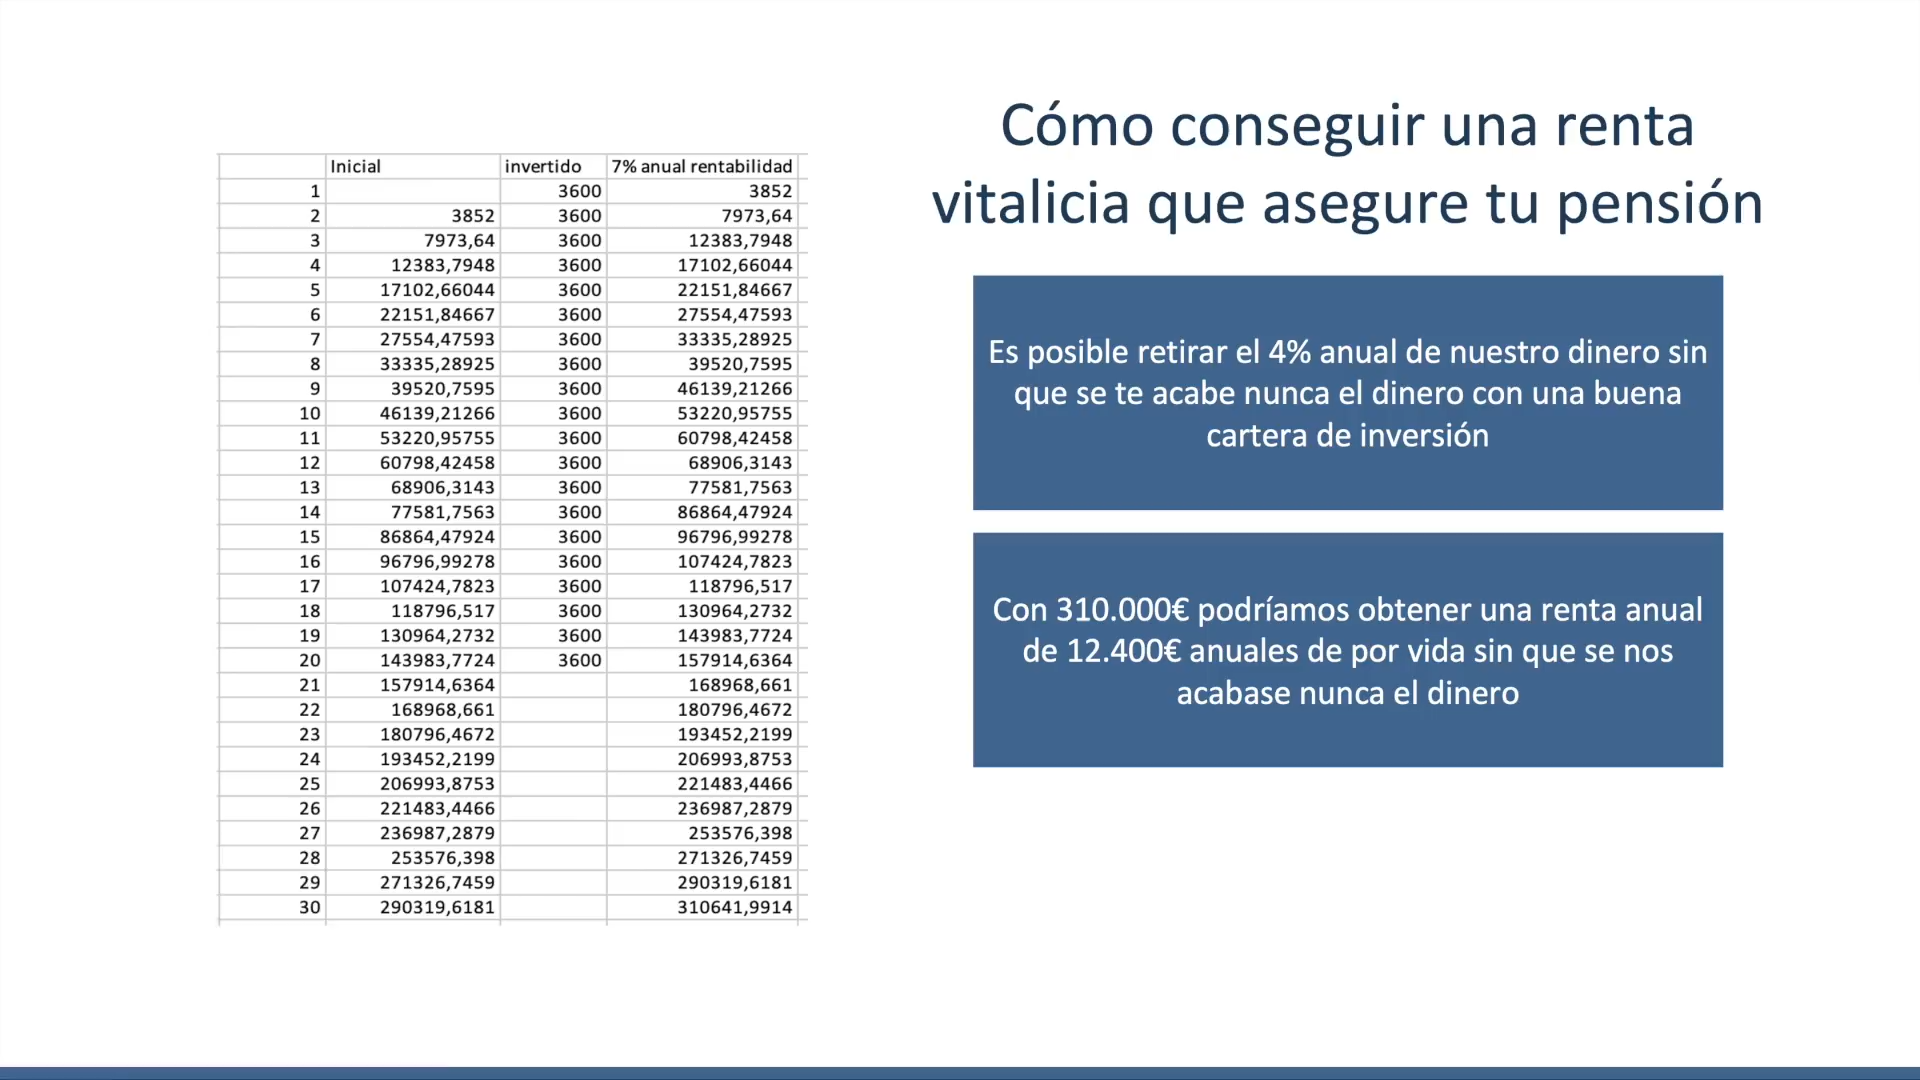 Inicial invertido 7% anual rentabilidad
1 3600 3852
2 3852 3600 7973,64
3 7973,64 3600 12383,7948
4 12383,7948 3600 17102,66044
5 17102,66044 3600 22151,84667
6 22151,84667 3600 27554,47593
7 27554,47593 3600 33335,28925
8 33335,28925 3600 39520,7595
9 39520,7595 3600 46139,21266
10 46139,21266 3600 53220,95755
11 53220,95755 3600 60798,42458
12 60798,42458 3600 68906,3143
13 68906,3143 3600 77581,7563
14 77581,7563 3600 86864,47924
15 86864,47924 3600 96796,99278
16 96796,99278 3600 107424,7823
17 107424,7823 3600 118796,517
18 118796,517 3600 130964,2732
19 130964,2732 3600 143983,7724
20 143983,7724 3600 157914,6364
21 157914,6364 168968,661
22 168968,661 180796,4672
23 180796,4672 193452,2199
24 193452,2199 206993,8753
25 206993,8753 221483,4466
26 221483,4466 236987,2879
27 236987,2879 253576,398
28 253576,398 271326,7459
29 271326,7459 290319,6181
30 290319,6181 310641,9914
Cómo conseguir una renta
vitalicia que asegure tu pensión
Es posible retirar el 4% anual de nuestro dinero sin
que se te acabe nunca el dinero con una buena
cartera de inversión
Con 310.000€ podríamos obtener una renta anual
de 12.400€ anuales de por vida sin que se nos
acabase nunca el dinero